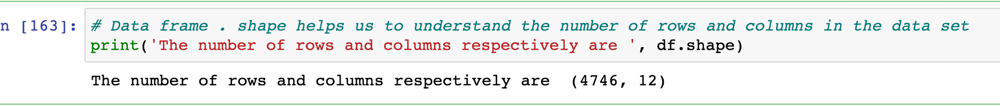 n [163]: # Data frame . shape helps us to understand the number of rows and columns in the data set
print('The number of rows and columns respectively are ', df.shape)
The number of rows and columns respectively are  (4746, 12)